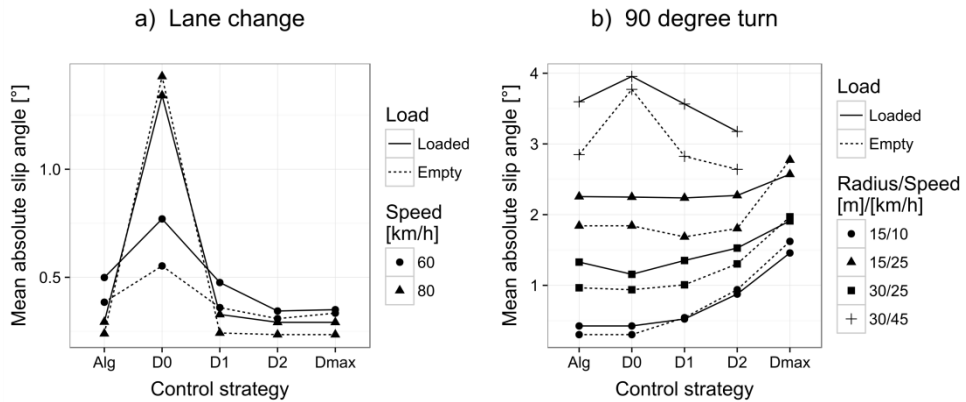 a) Lane change
Mean absolute slip angle [°]
1.0
0.5
Alg D0 D1 D2 Dmax
Control strategy
Load
Loaded
Empty
Speed
[km/h]
60
80
b) 90 degree turn
Mean absolute slip angle [°]
4
3
2
1
Alg D0 D1 D2 Dmax
Control strategy
Load
Loaded
Empty
Radius/Speed
[m]/[km/h]
15/10
15/25
30/25
30/45